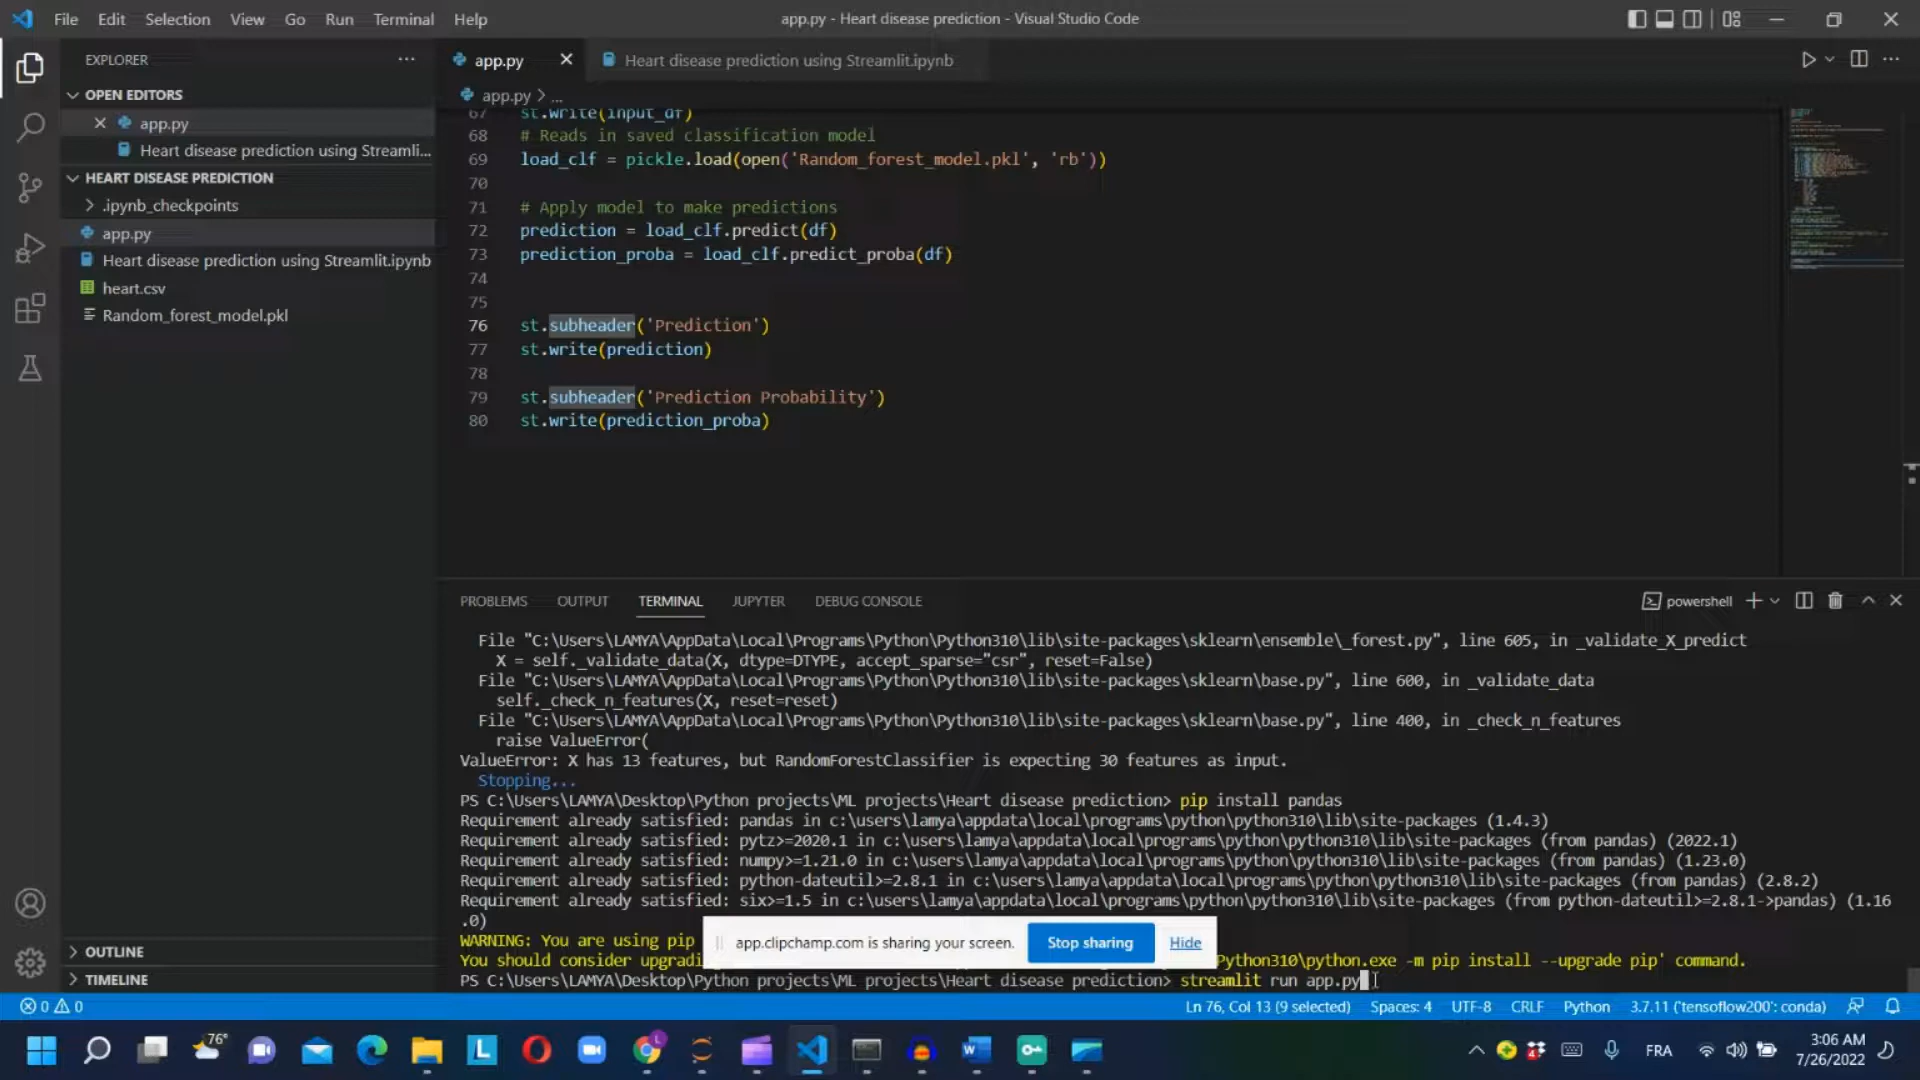 File Edit Selection View Go Run Terminal Help
app.py - Heart disease prediction - Visual Studio Code
EXPLORER
OPEN EDITORS
app.py
Heart disease prediction using Streamli...
HEART DISEASE PREDICTION
.ipynb_checkpoints
app.py
Heart disease prediction using Streamlit.ipynb
heart.csv
Random_forest_model.pkl
OUTLINE
TIMELINE
app.py
Heart disease prediction using Streamlit.ipynb
app.py > ...
67 st.write(input_df)
68 # Reads in saved classification model
69 load_clf = pickle.load(open('Random_forest_model.pkl', 'rb'))
70
71 # Apply model to make predictions
72 prediction = load_clf.predict(df)
73 prediction_proba = load_clf.predict_proba(df)
74
75
76 st.subheader('Prediction')
77 st.write(prediction)
78
79 st.subheader('Prediction Probability')
80 st.write(prediction_proba)
PROBLEMS OUTPUT TERMINAL JUPYTER DEBUG CONSOLE
powershell
File "C:\Users\LAMYA\AppData\Local\Programs\Python\Python310\lib\site-packages\sklearn\ensemble\_forest.py", line 605, in _validate_X_predict
X = self._validate_data(X, dtype=DTYPE, accept_sparse="csr", reset=False)
File "C:\Users\LAMYA\AppData\Local\Programs\Python\Python310\lib\site-packages\sklearn\base.py", line 600, in _validate_data
self._check_n_features(X, reset=reset)
File "C:\Users\LAMYA\AppData\Local\Programs\Python\Python310\lib\site-packages\sklearn\base.py", line 400, in _check_n_features
raise ValueError(
ValueError: X has 13 features, but RandomForestClassifier is expecting 30 features as input.
Stopping...
PS C:\Users\LAMYA\Desktop\Python projects\ML projects\Heart disease prediction> pip install pandas
Requirement already satisfied: pandas in c:\users\lamya\appdata\local\programs\python\python310\lib\site-packages (1.4.3)
Requirement already satisfied: pytz>=2020.1 in c:\users\lamya\appdata\local\programs\python\python310\lib\site-packages (from pandas) (2022.1)
Requirement already satisfied: numpy>=1.21.0 in c:\users\lamya\appdata\local\programs\python\python310\lib\site-packages (from pandas) (1.23.0)
Requirement already satisfied: python-dateutil>=2.8.1 in c:\users\lamya\appdata\local\programs\python\python310\lib\site-packages (from pandas) (2.8.2)
Requirement already satisfied: six>=1.5 in c:\users\lamya\appdata\local\programs\python\python310\lib\site-packages (from python-dateutil>=2.8.1->pandas) (1.16
.0)
WARNING: You are using pip
You should consider upgradi Python310\python.exe -m pip install --upgrade pip' command.
PS C:\Users\LAMYA\Desktop\Python projects\ML projects\Heart disease prediction> streamlit run app.py
app.clipchamp.com is sharing your screen. Stop sharing Hide
0 0 Ln 76, Col 13 (9 selected) Spaces: 4 UTF-8 CRLF Python 3.7.11 ('tensoflow200': conda)
76° FRA 3:06 AM
7/26/2022